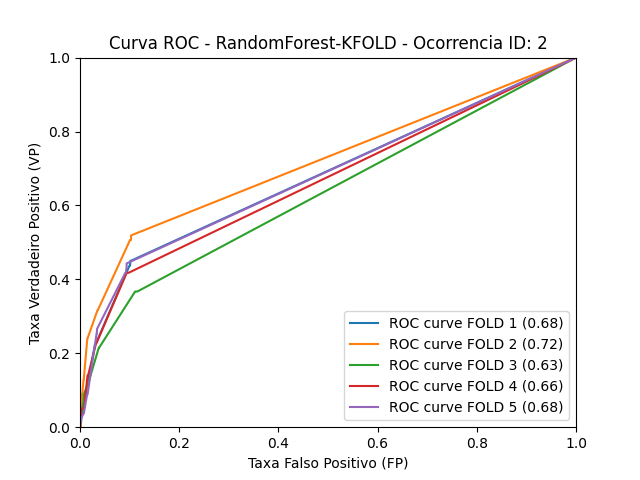 Curva ROC - RandomForest-KFOLD - Ocorrencia ID: 2
Taxa Verdadeiro Positivo (VP)
1.0
0.8
0.6
0.4
0.2
0.0
ROC curve FOLD 1 (0.68)
ROC curve FOLD 2 (0.72)
ROC curve FOLD 3 (0.63)
ROC curve FOLD 4 (0.66)
ROC curve FOLD 5 (0.68)
0.0 0.2 0.4 0.6 0.8 1.0
Taxa Falso Positivo (FP)